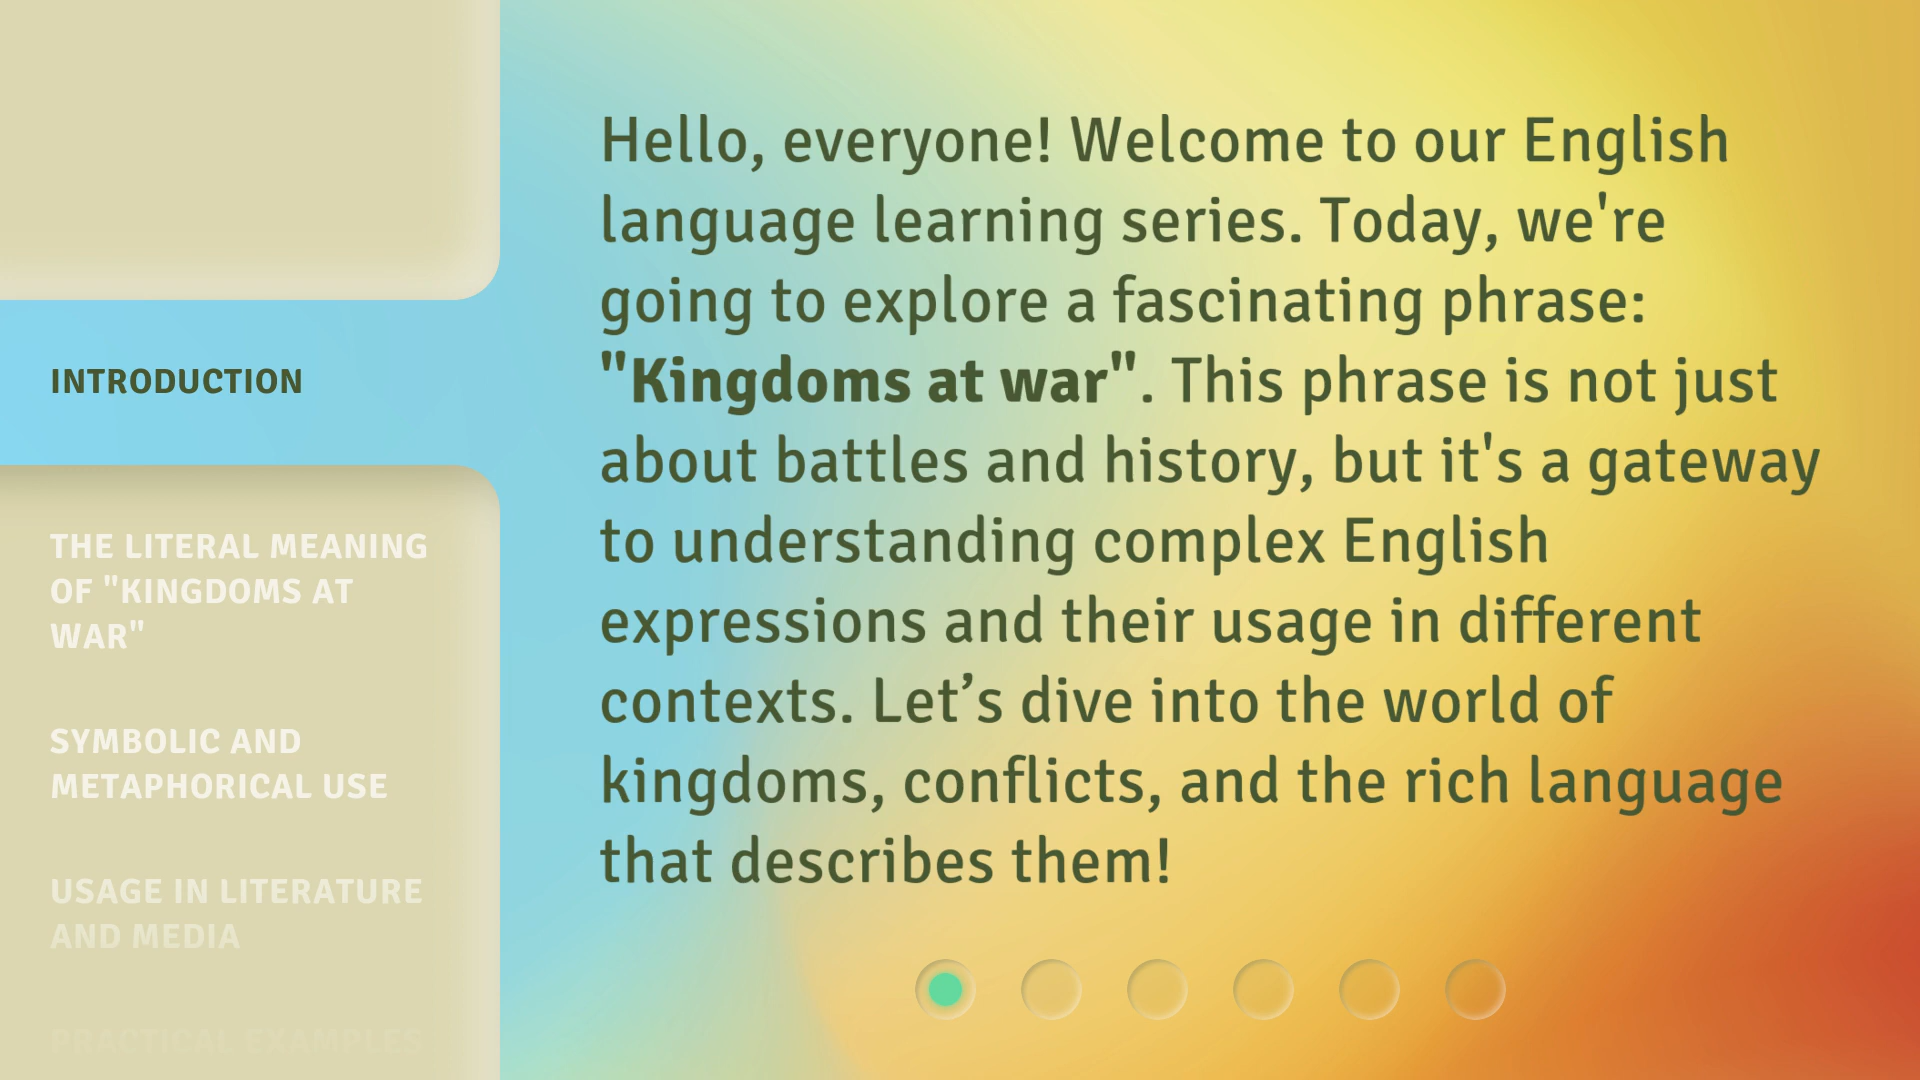 INTRODUCTION
THE LITERAL MEANING
OF "KINGDOMS AT
WAR"
SYMBOLIC AND
METAPHORICAL USE
USAGE IN LITERATURE
AND MEDIA
PRACTICAL EXAMPLES
Hello, everyone! Welcome to our English
language learning series. Today, we're
going to explore a fascinating phrase:
"Kingdoms at war". This phrase is not just
about battles and history, but it's a gateway
to understanding complex English
expressions and their usage in different
contexts. Let’s dive into the world of
kingdoms, conflicts, and the rich language
that describes them!